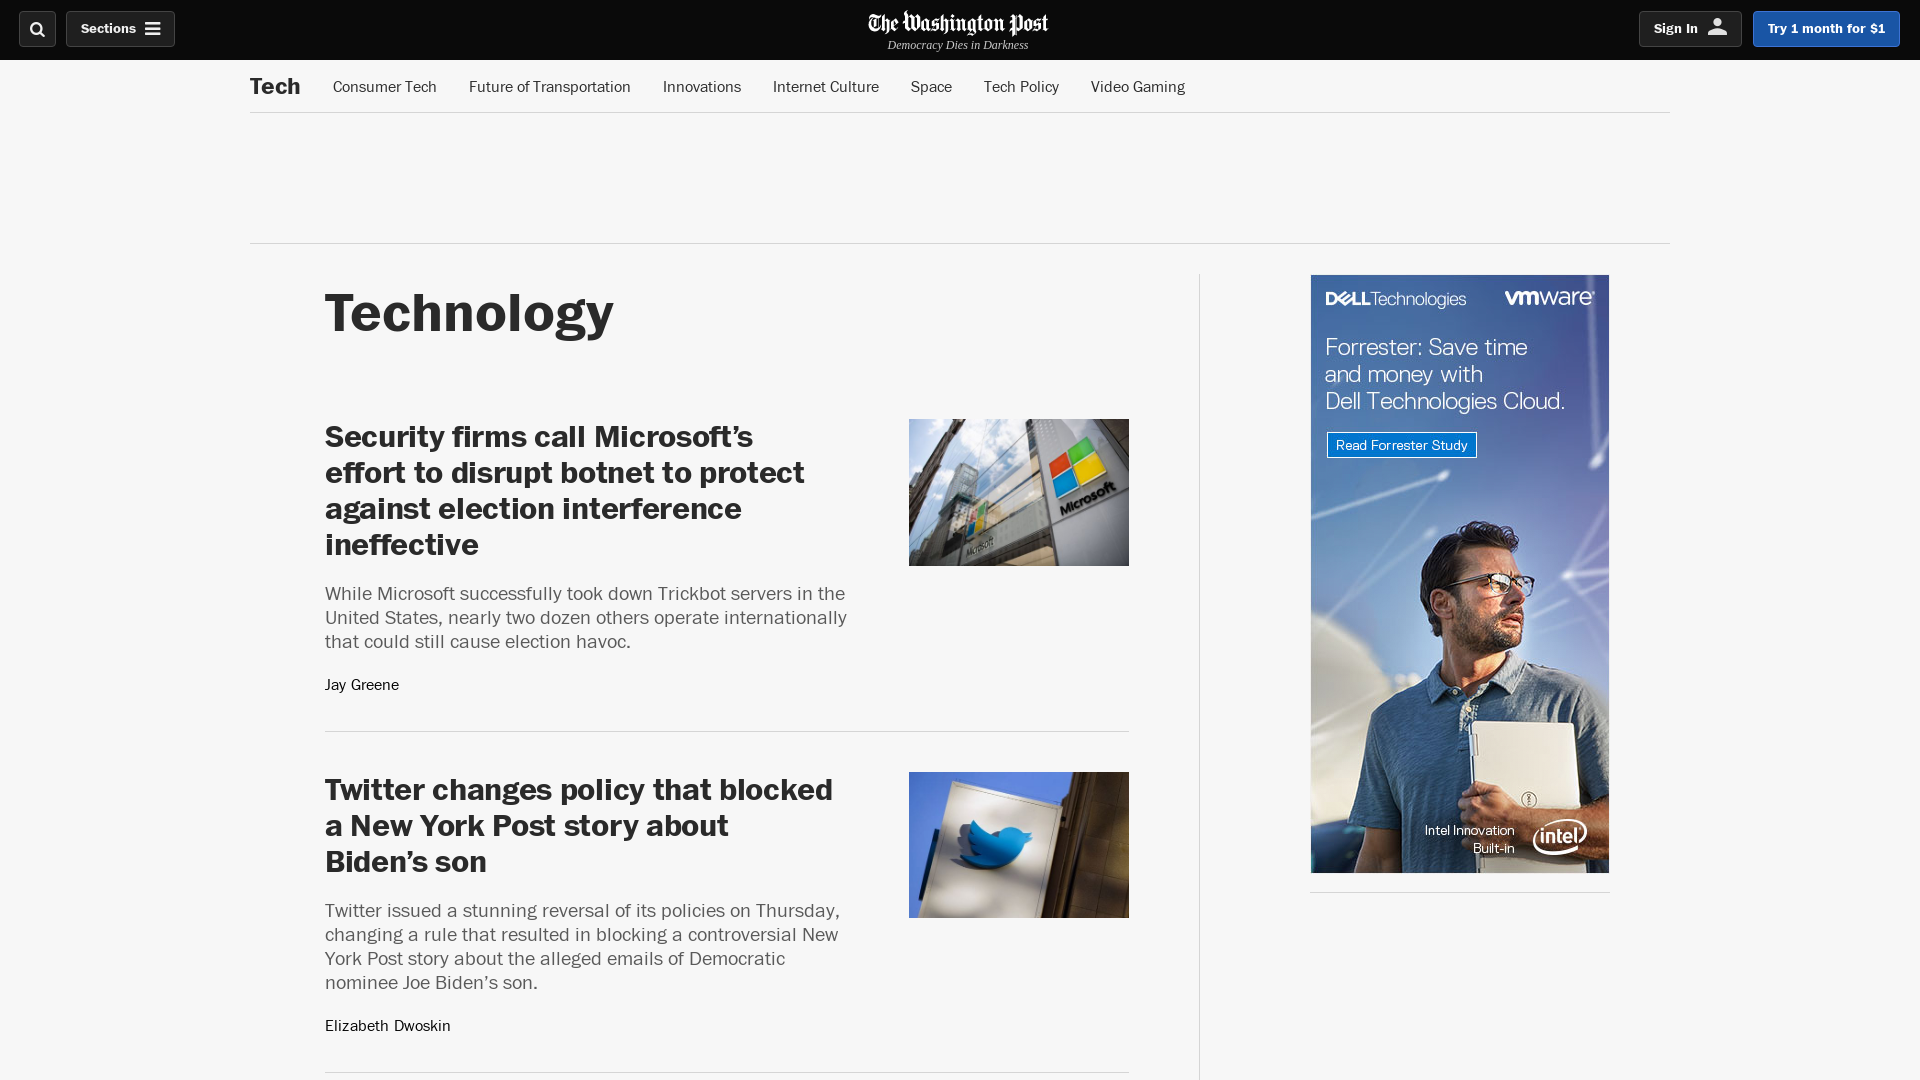 Sections
The Washington Post
Democracy Dies in Darkness
Sign In
Try 1 month for $1
Tech
Consumer Tech
Future of Transportation
Innovations
Internet Culture
Space
Tech Policy
Video Gaming
Technology
Security firms call Microsoft’s
effort to disrupt botnet to protect
against election interference
ineffective
While Microsoft successfully took down Trickbot servers in the
United States, nearly two dozen others operate internationally
that could still cause election havoc.
Jay Greene
Microsoft
Microsoft
Twitter changes policy that blocked
a New York Post story about
Biden’s son
Twitter issued a stunning reversal of its policies on Thursday,
changing a rule that resulted in blocking a controversial New
York Post story about the alleged emails of Democratic
nominee Joe Biden’s son.
Elizabeth Dwoskin
DELL Technologies
vmware®
Forrester: Save time
and money with
Dell Technologies Cloud.
Read Forrester Study
DELL
Intel Innovation
Built-in
intel